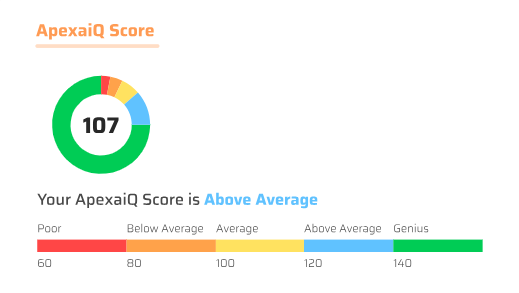 ApexaiQ Score
107
Your ApexaiQ Score is Above Average
Poor Below Average Average Above Average Genius
60 80 100 120 140